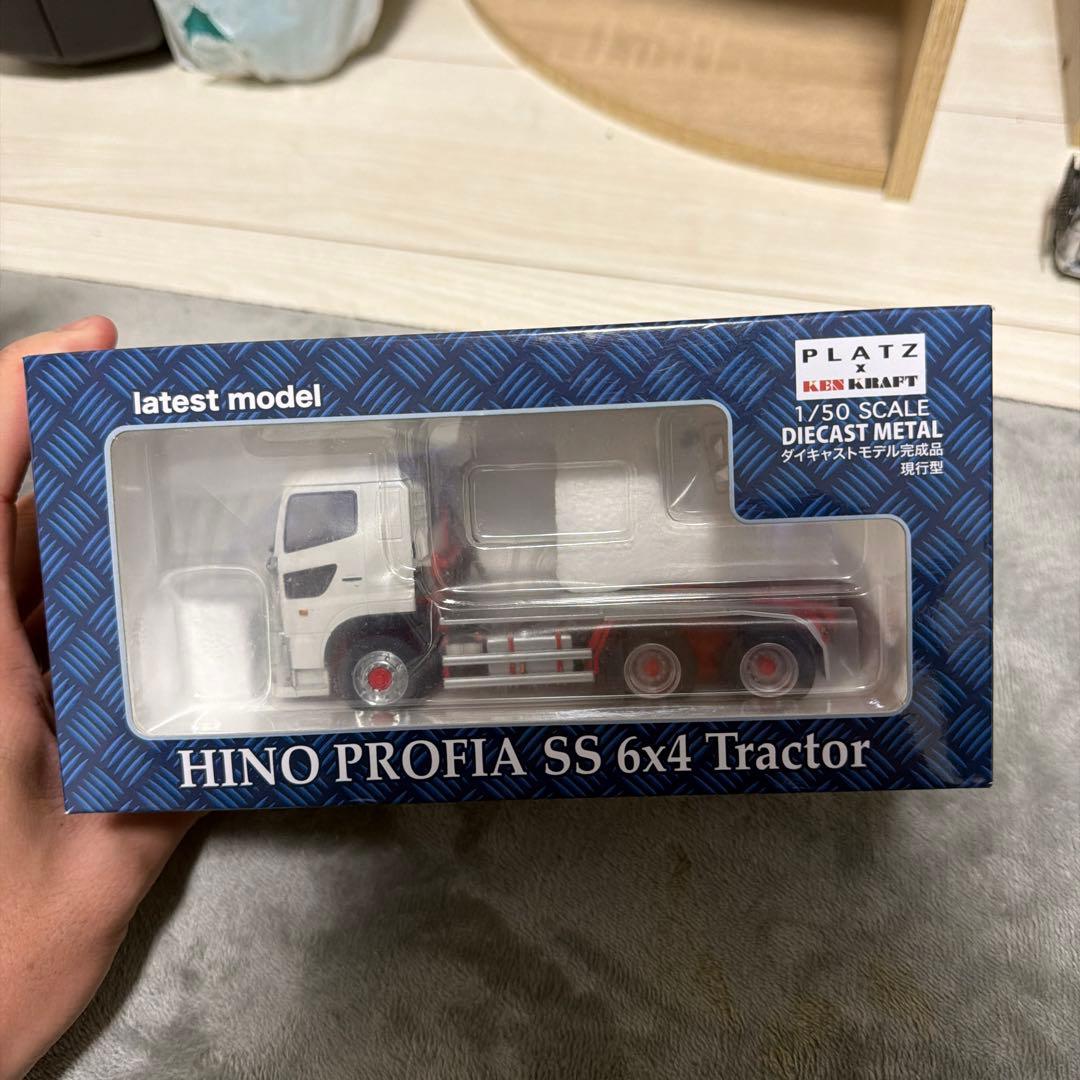 latest model
PLATZ
x
KEN KRAFT
1/50 SCALE
DIECAST METAL
ダイキャストモデル完成品
現行型
HINO PROFIA SS 6x4 Tractor